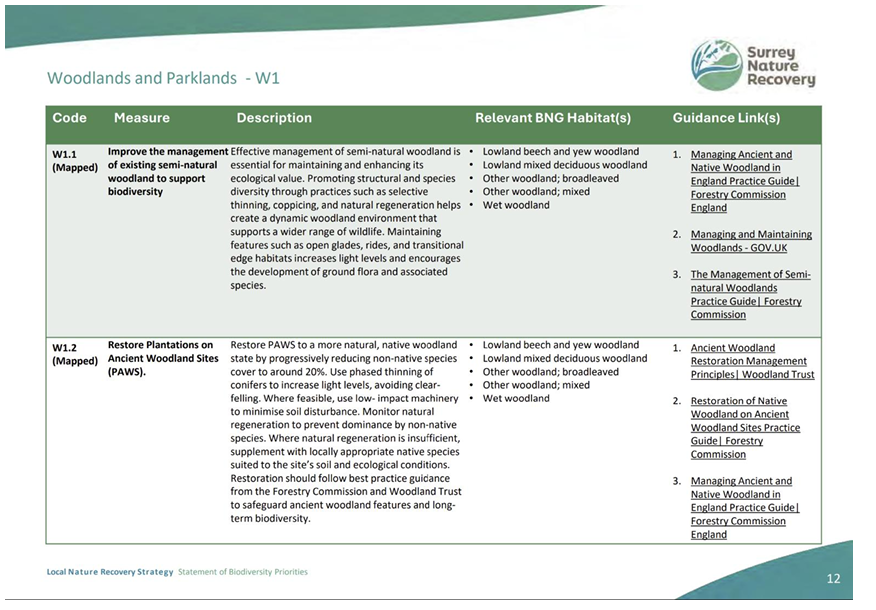 Surrey
Nature
Recovery
Woodlands and Parklands - W1
Code Measure Description Relevant BNG Habitat(s) Guidance Link(s)
W1.1
(Mapped)
Improve the management
of existing semi-natural
woodland to support
biodiversity
Effective management of semi-natural woodland is
essential for maintaining and enhancing its
ecological value. Promoting structural and species
diversity through practices such as selective
thinning, coppicing, and natural regeneration helps
create a dynamic woodland environment that
supports a wider range of wildlife. Maintaining
features such as open glades, rides, and transitional
edge habitats increases light levels and encourages
the development of ground flora and associated
species.
• Lowland beech and yew woodland
• Lowland mixed deciduous woodland
• Other woodland; broadleaved
• Other woodland; mixed
• Wet woodland
1. Managing Ancient and
Native Woodland in
England Practice Guide|
Forestry Commission
England
2. Managing and Maintaining
Woodlands - GOV.UK
3. The Management of Semi-
natural Woodlands
Practice Guide| Forestry
Commission
W1.2
(Mapped)
Restore Plantations on
Ancient Woodland Sites
(PAWS).
Restore PAWS to a more natural, native woodland
state by progressively reducing non-native species
cover to around 20%. Use phased thinning of
conifers to increase light levels, avoiding clear-
felling. Where feasible, use low- impact machinery
to minimise soil disturbance. Monitor natural
regeneration to prevent dominance by non-native
species. Where natural regeneration is insufficient,
supplement with locally appropriate native species
suited to the site's soil and ecological conditions.
Restoration should follow best practice guidance
from the Forestry Commission and Woodland Trust
to safeguard ancient woodland features and long-
term biodiversity.
• Lowland beech and yew woodland
• Lowland mixed deciduous woodland
• Other woodland; broadleaved
• Other woodland; mixed
• Wet woodland
1. Ancient Woodland
Restoration Management
Principles| Woodland Trust
2. Restoration of Native
Woodland on Ancient
Woodland Sites Practice
Guide| Forestry
Commission
3. Managing Ancient and
Native Woodland in
England Practice Guide|
Forestry Commission
England
Local Nature Recovery Strategy Statement of Biodiversity Priorities
12